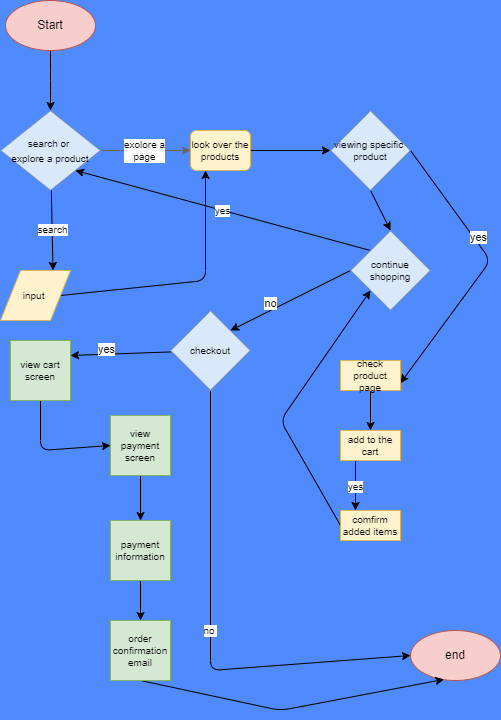 Start
search or
explore a product
exolore a
page
look over the
products
viewing specific
product
search
yes
yes
input
continue
shopping
no
checkout
yes
view cart
screen
check
product
page
view
payment
screen
add to the
cart
yes
comfirm
added items
payment
information
no
order
confirmation
email
end